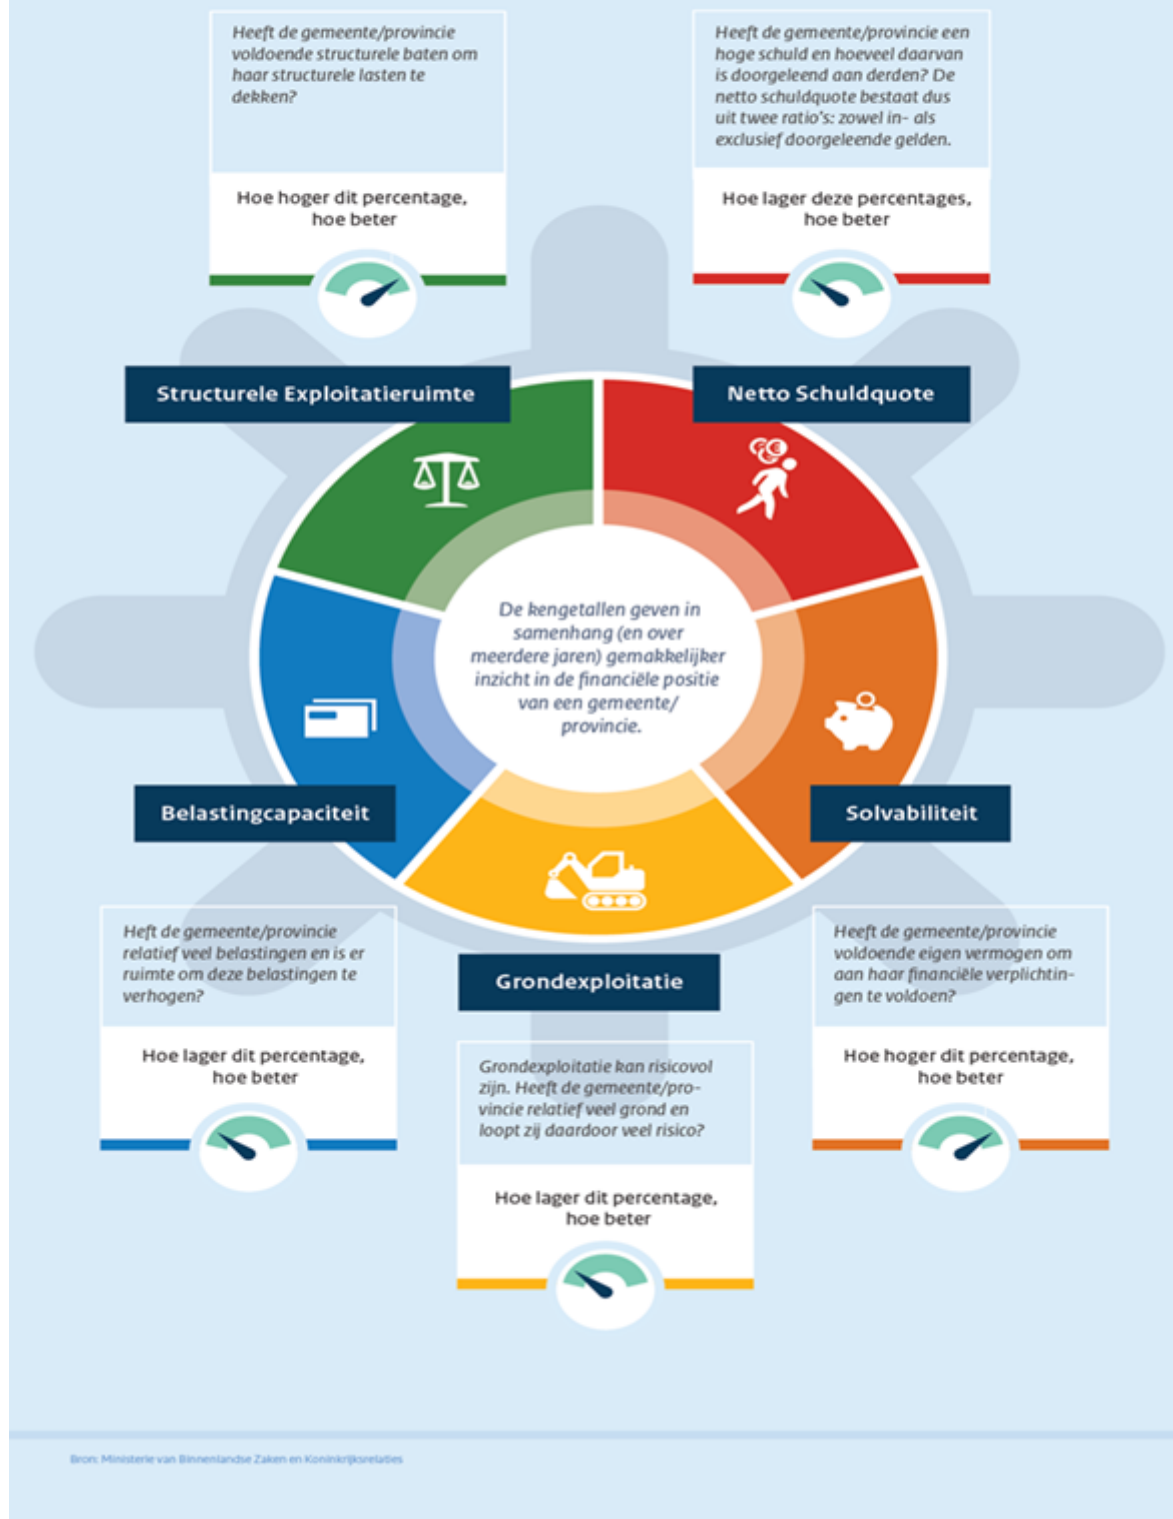 Heeft de gemeente/provincie
voldoende structurele baten om
haar structurele lasten te
dekken?
Hoe hoger dit percentage,
hoe beter
Heeft de gemeente/provincie een
hoge schuld en hoeveel daarvan
is doorgeleend aan derden? De
netto schuldquote bestaat dus
uit twee ratio's: zowel in- als
exclusief doorgeleende gelden.
Hoe lager deze percentages,
hoe beter
Structurele Exploitatieruimte
Netto Schuldquote
De kengetallen geven in
samenhang (en over
meerdere jaren) gemakkelijker
inzicht in de financiële positie
van een gemeente/
provincie.
Belastingcapaciteit
Solvabiliteit
Heft de gemeente/provincie
relatief veel belastingen en is er
ruimte om deze belastingen te
verhogen?
Hoe lager dit percentage,
hoe beter
Grondexploitatie
Grondexploitatie kan risicovol
zijn. Heeft de gemeente/pro-
vincie relatief veel grond en
loopt zij daardoor veel risico?
Hoe lager dit percentage,
hoe beter
Heeft de gemeente/provincie
voldoende eigen vermogen om
aan haar financiële verplichtin-
gen te voldoen?
Hoe hoger dit percentage,
hoe beter
Bron: Ministerie van Binnenlandse Zaken en Koninkrijksrelaties